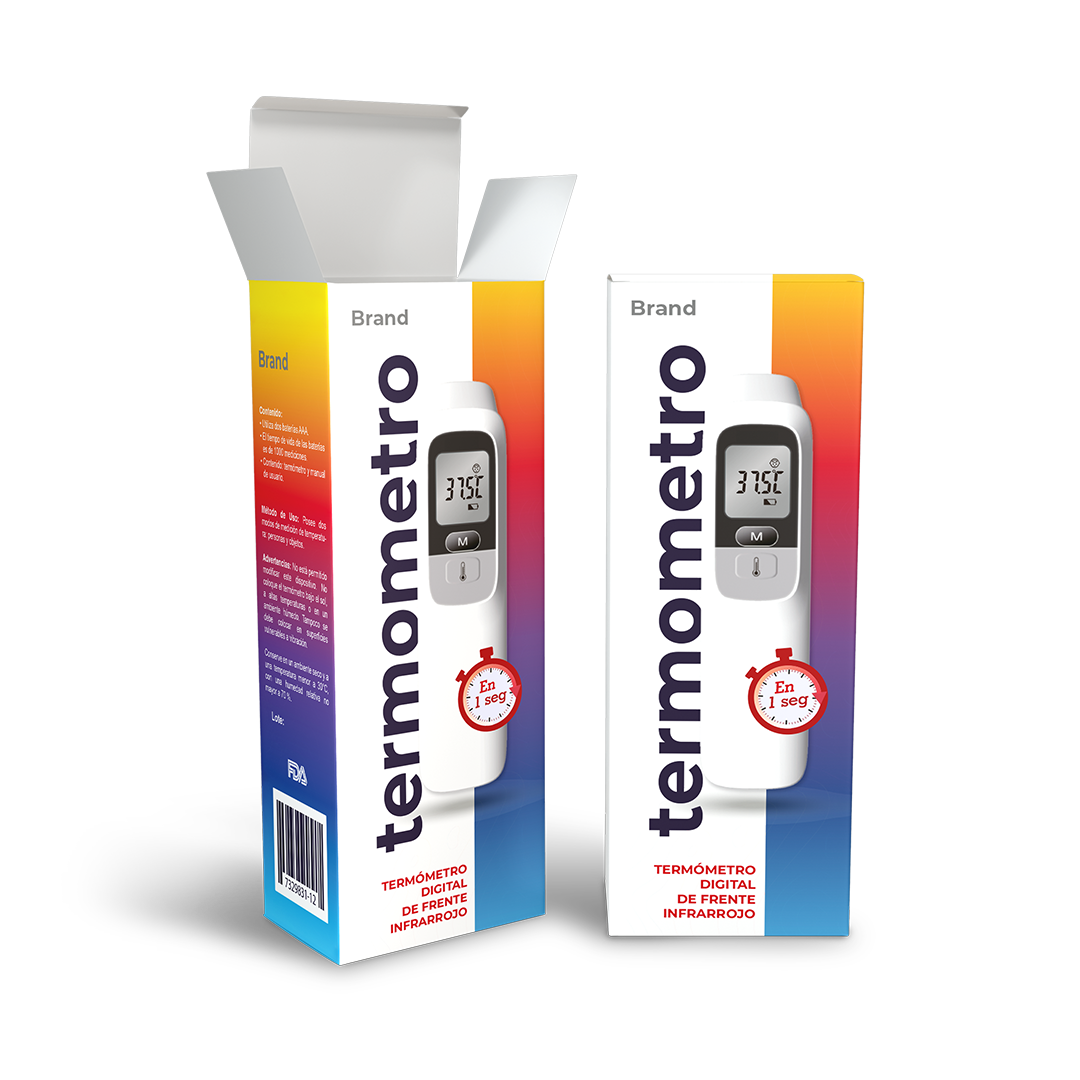 Brand
Contenido:
• Utiliza dos baterías AAA.
• El tiempo de vida de las baterías
es de 1000 mediciones.
• Contenido: termómetro y manual
de usuario.
Método de Uso: Posee dos
modos de medición de temperatu-
ra: personas y objetos.
Advertencias: No está permitido
modificar este dispositivo. No
coloque el termómetro bajo el sol,
a altas temperaturas o en un
ambiente húmedo. Tampoco se
debe colocar en superficies
vulnerables a vibración.
Conserve en un ambiente seco y a
una temperatura menor a 30°C,
con una humedad relativa no
mayor a 70 %.
Lote:
FDA
7329831-12
Brand
termometro
37.5°C
M
En
1 seg
TERMÓMETRO
DIGITAL
DE FRENTE
INFRARROJO
Brand
termometro
37.5°C
M
En
1 seg
TERMÓMETRO
DIGITAL
DE FRENTE
INFRARROJO